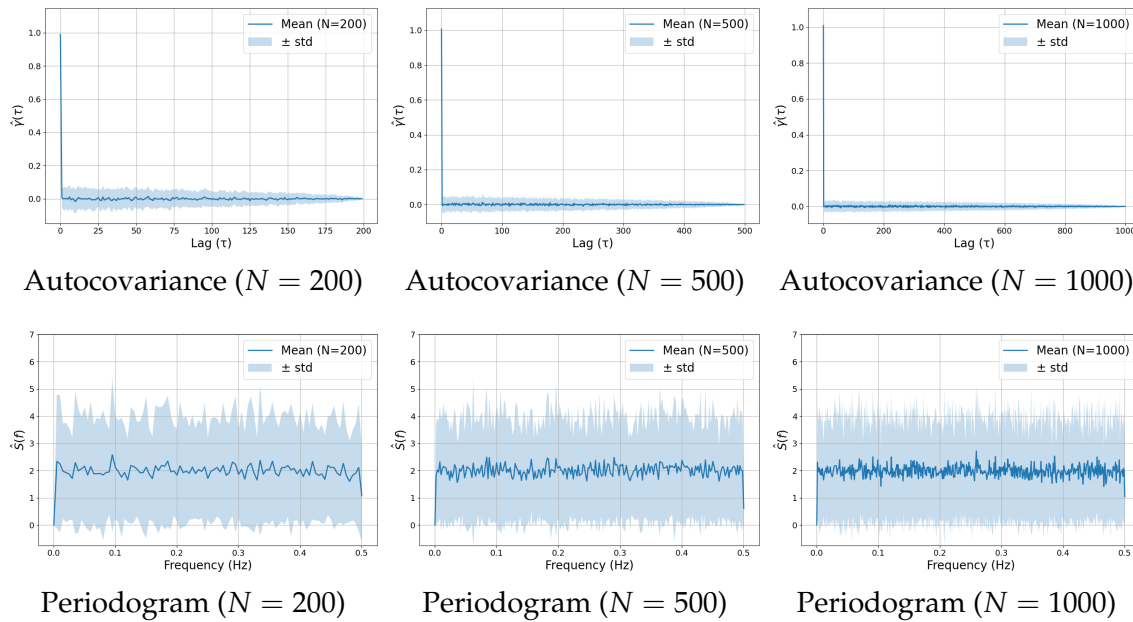 Mean (N=200)
± std
1.0
0.8
0.6
0.4
0.2
0.0
γ̂(τ)
0 25 50 75 100 125 150 175 200
Lag (τ)
Mean (N=500)
± std
1.0
0.8
0.6
0.4
0.2
0.0
γ̂(τ)
0 100 200 300 400 500
Lag (τ)
Mean (N=1000)
± std
1.0
0.8
0.6
0.4
0.2
0.0
γ̂(τ)
0 200 400 600 800 1000
Lag (τ)
Autocovariance (N = 200)
Autocovariance (N = 500)
Autocovariance (N = 1000)
Mean (N=200)
± std
7
6
5
4
3
2
1
0
Ŝ(f)
0.0 0.1 0.2 0.3 0.4 0.5
Frequency (Hz)
Mean (N=500)
± std
7
6
5
4
3
2
1
0
Ŝ(f)
0.0 0.1 0.2 0.3 0.4 0.5
Frequency (Hz)
Mean (N=1000)
± std
7
6
5
4
3
2
1
0
Ŝ(f)
0.0 0.1 0.2 0.3 0.4 0.5
Frequency (Hz)
Periodogram (N = 200)
Periodogram (N = 500)
Periodogram (N = 1000)